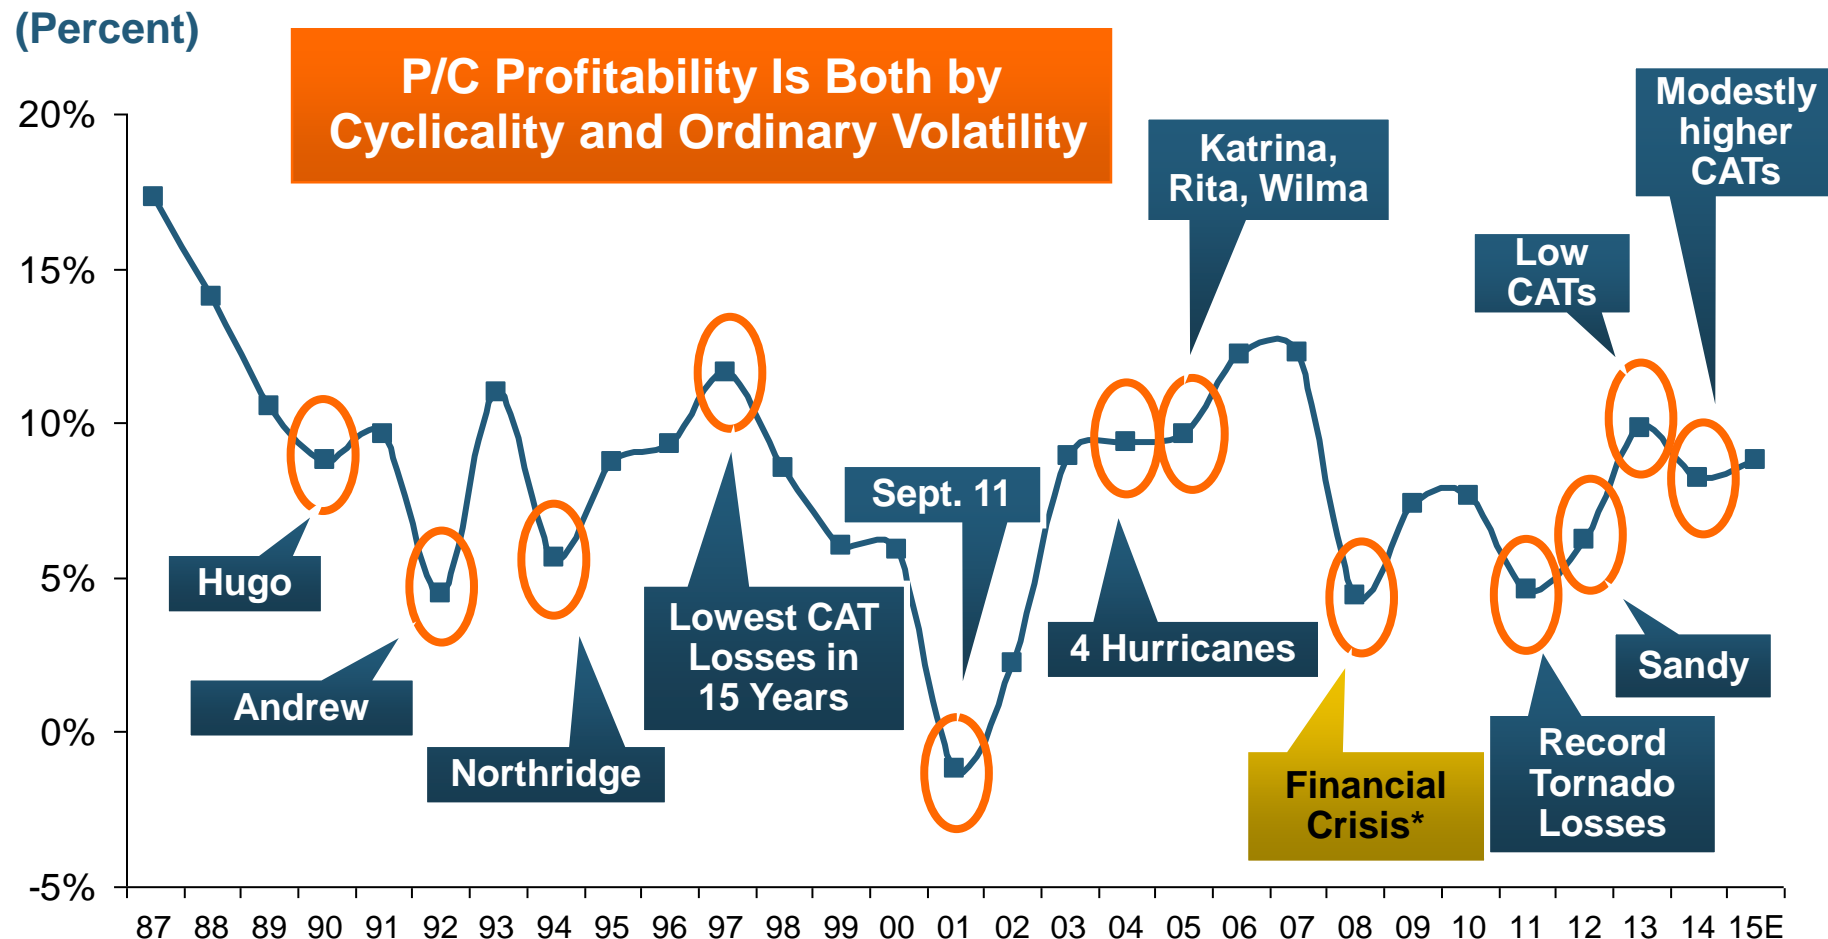 (Percent)
P/C Profitability Is Both by
Cyclicality and Ordinary Volatility
Modestly
higher
CATs
Katrina,
Rita, Wilma
Low
CATs
20%
15%
10%
5%
0%
-5%
Hugo
Andrew
Northridge
Lowest CAT
Losses in
15 Years
Sept. 11
4 Hurricanes
Financial
Crisis*
Record
Tornado
Losses
Sandy
87 88 89 90 91 92 93 94 95 96 97 98 99 00 01 02 03 04 05 06 07 08 09 10 11 12 13 14 15E